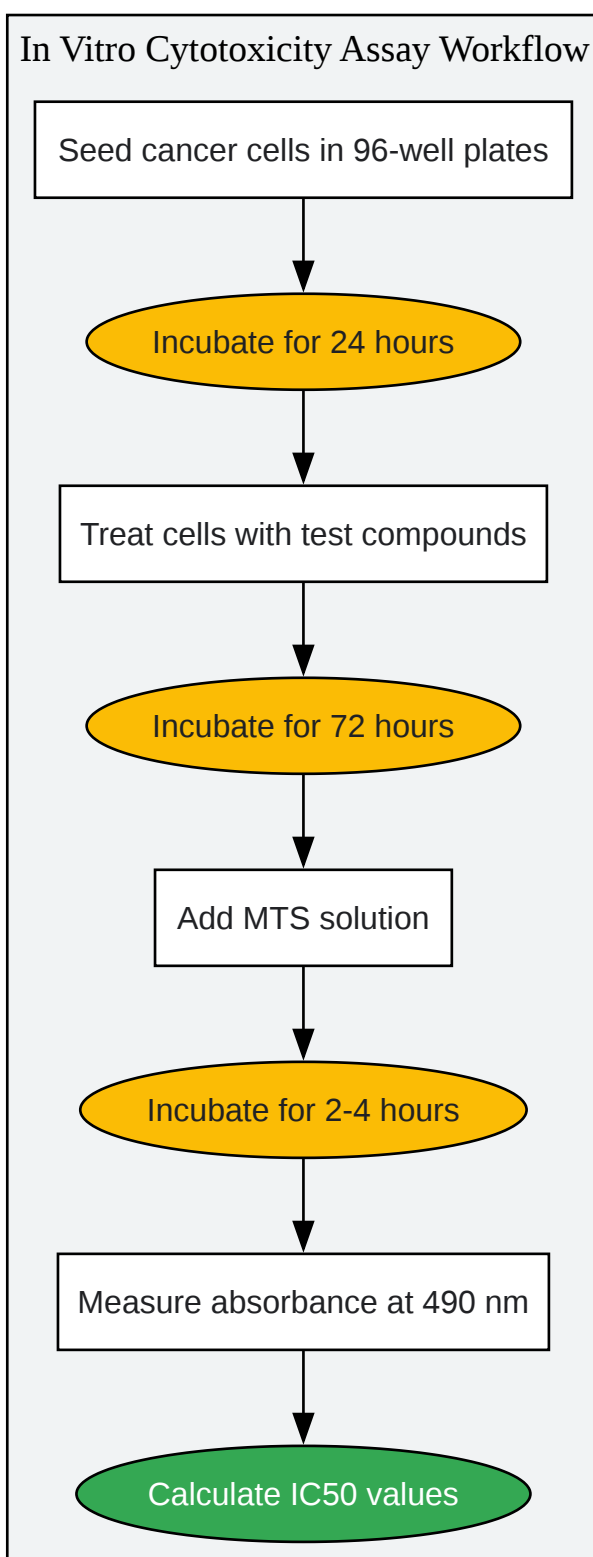 In Vitro Cytotoxicity Assay Workflow
Seed cancer cells in 96-well plates
Incubate for 24 hours
Treat cells with test compounds
Incubate for 72 hours
Add MTS solution
Incubate for 2-4 hours
Measure absorbance at 490 nm
Calculate IC50 values